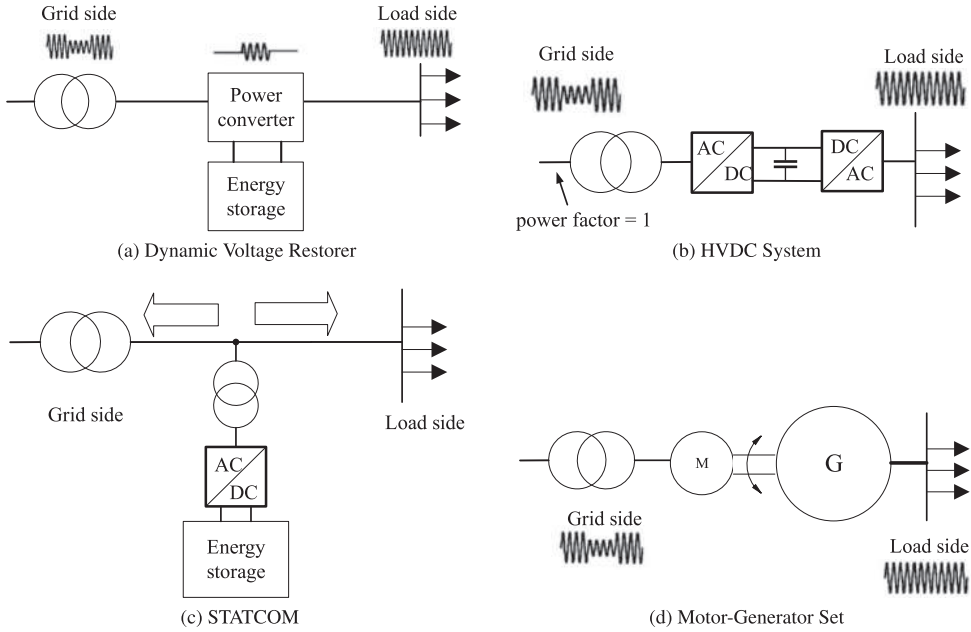 Grid side
Load side
Power
converter
Energy
storage
(a) Dynamic Voltage Restorer
Grid side
Load side
AC
DC
DC
AC
power factor = 1
(b) HVDC System
Grid side
Load side
AC
DC
Energy
storage
(c) STATCOM
M
G
Grid side
Load side
(d) Motor-Generator Set